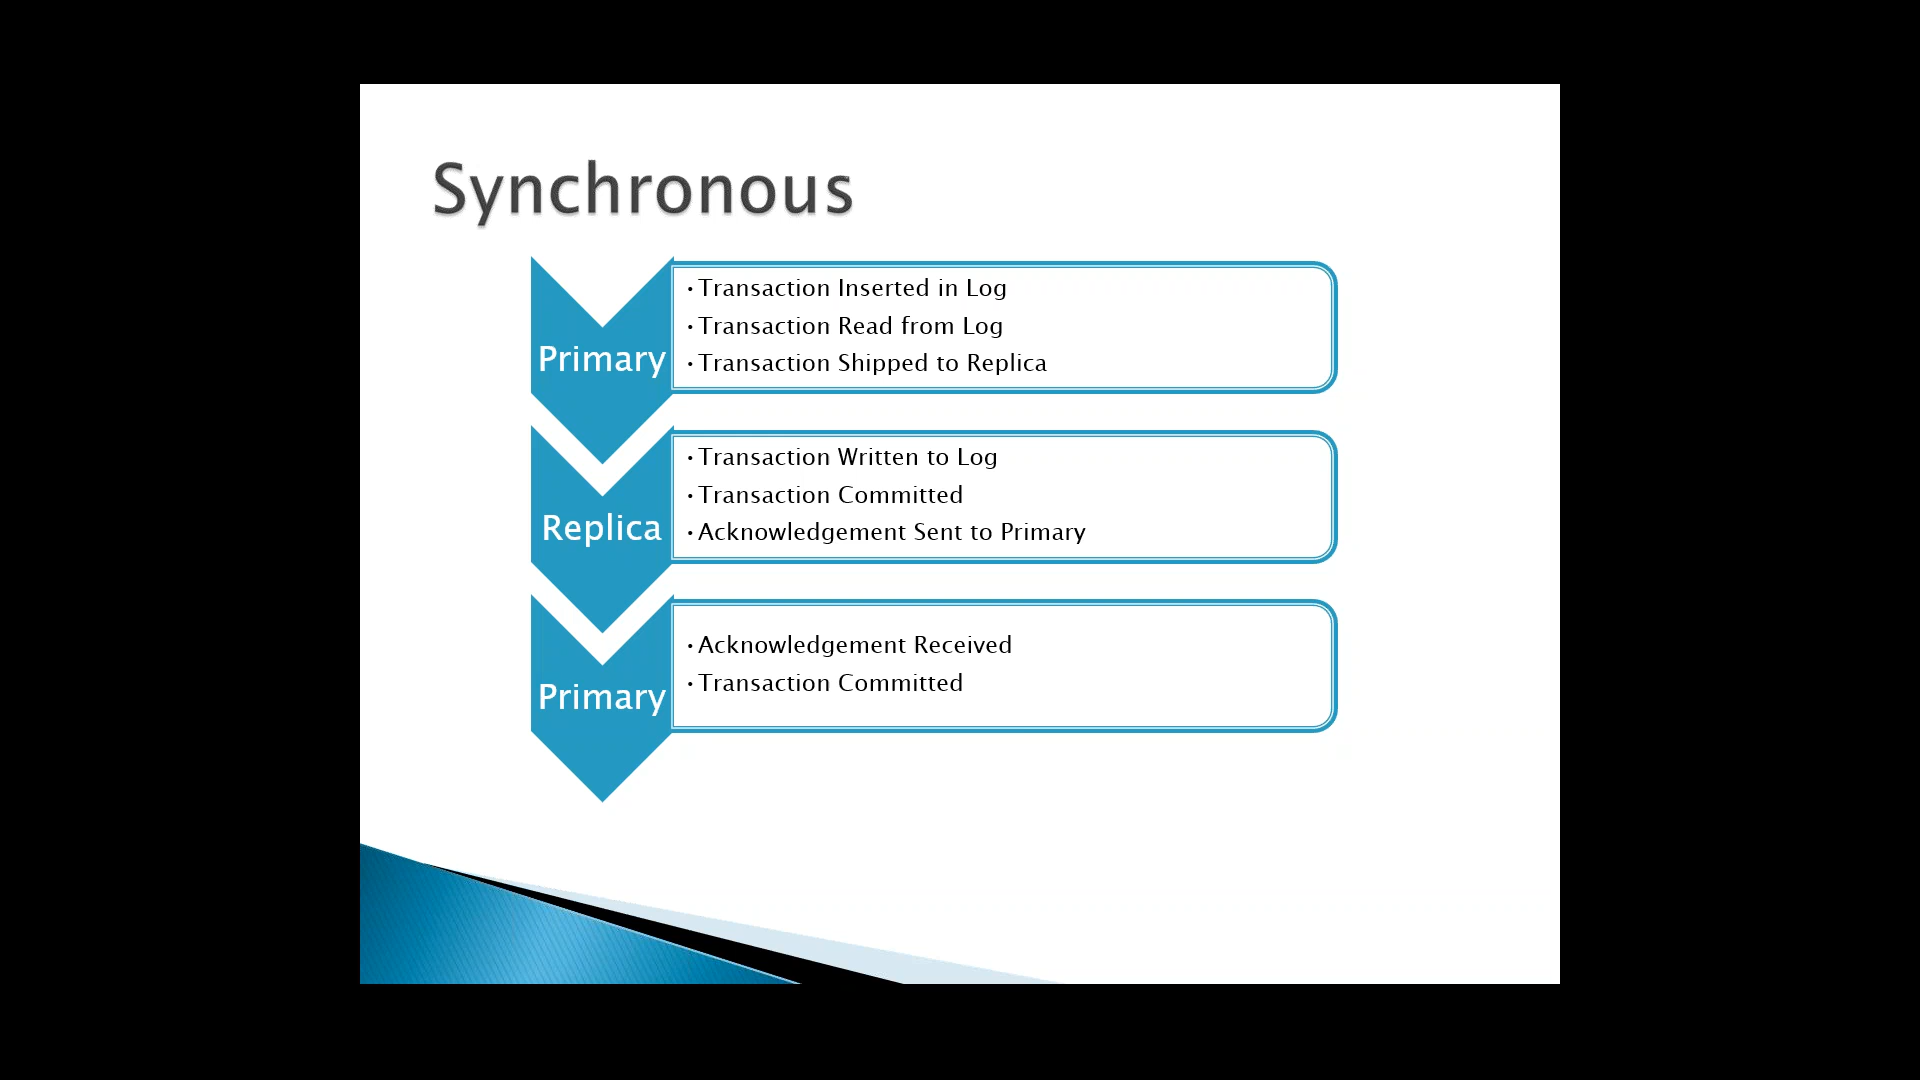 Synchronous
Primary
•Transaction Inserted in Log
•Transaction Read from Log
•Transaction Shipped to Replica
Replica
•Transaction Written to Log
•Transaction Committed
•Acknowledgement Sent to Primary
Primary
•Acknowledgement Received
•Transaction Committed